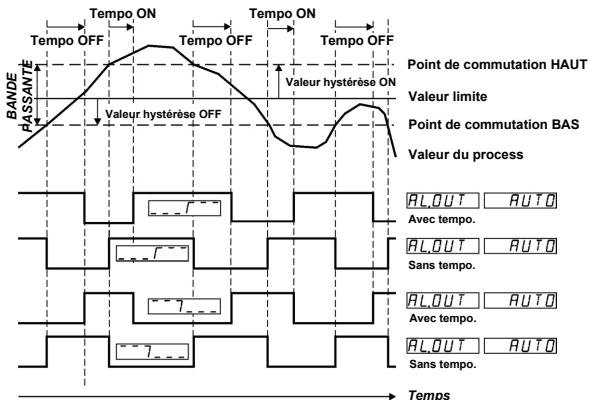 Tempo ON
Tempo ON
Tempo OFF
Tempo OFF
Tempo OFF
Point de commutation HAUT
BANDE
PASSANTE
Valeur hystérèse ON
Valeur limite
Valeur hystérèse OFF
Point de commutation BAS
Valeur du process
AL.OUT AUTO
Avec tempo.
AL.OUT AUTO
Sans tempo.
AL.OUT AUTO
Avec tempo.
AL.OUT AUTO
Sans tempo.
Temps